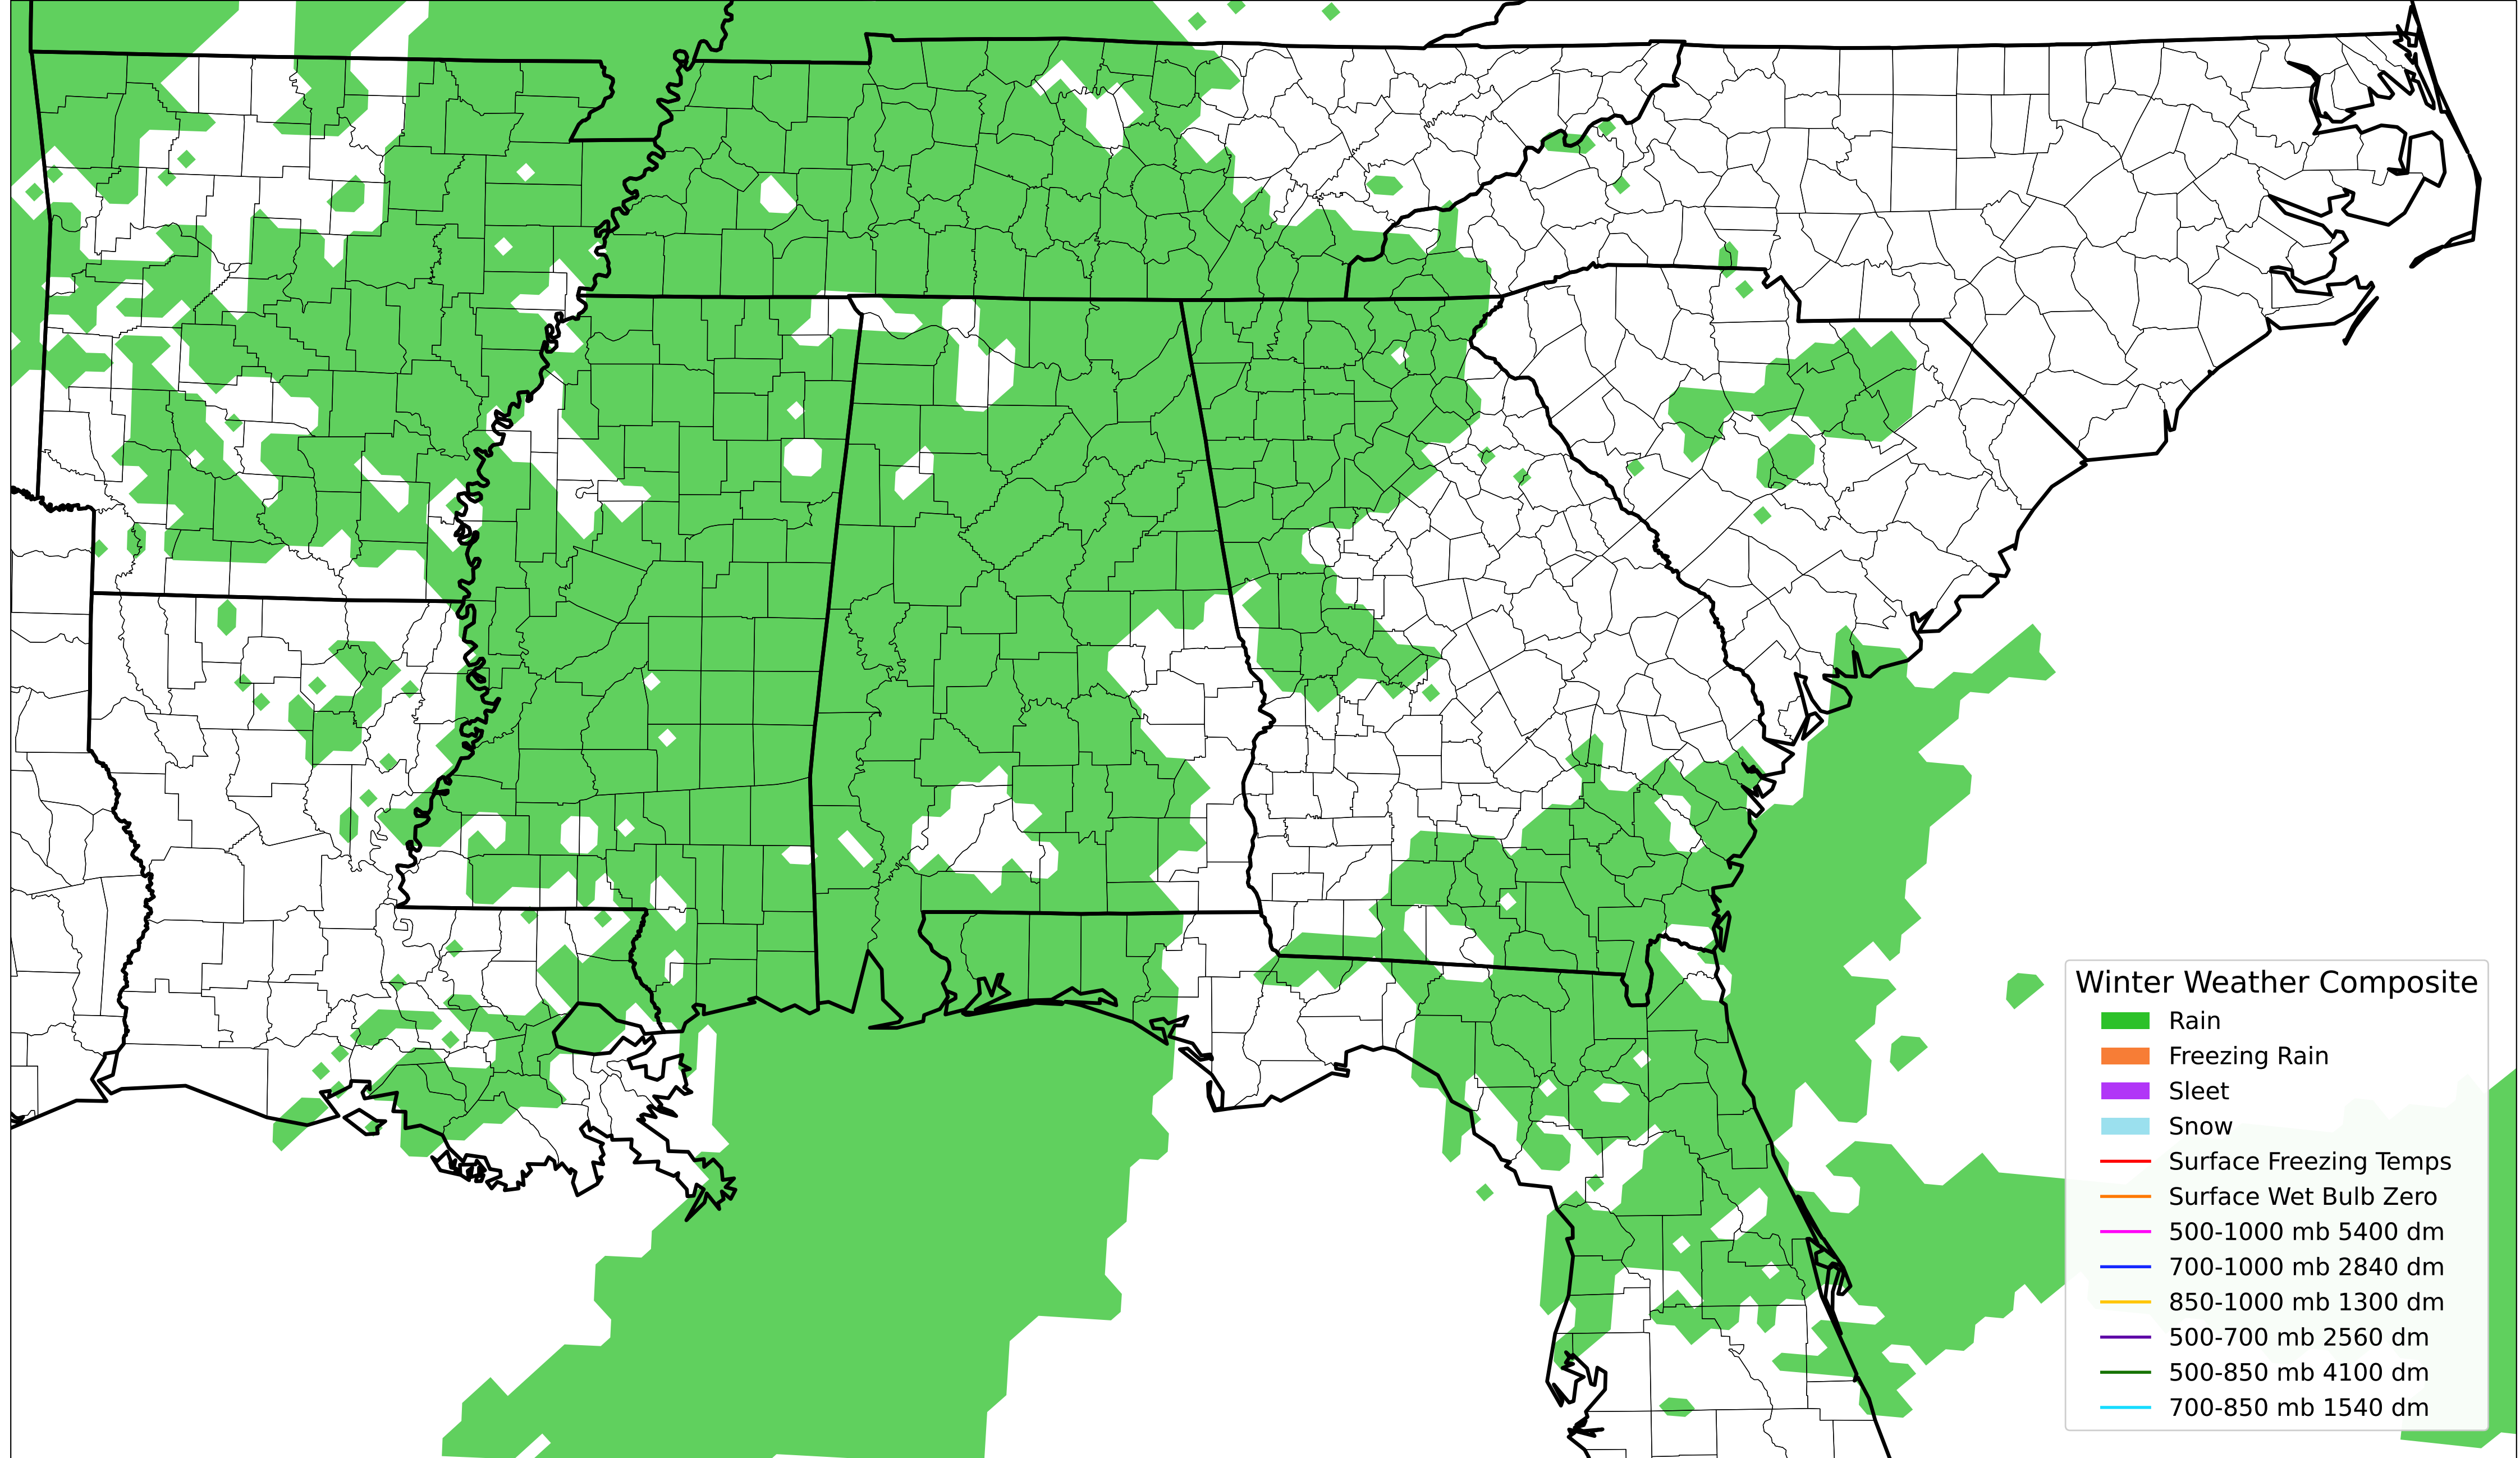 Winter Weather Composite
Rain
Freezing Rain
Sleet
Snow
Surface Freezing Temps
Surface Wet Bulb Zero
500-1000 mb 5400 dm
700-1000 mb 2840 dm
850-1000 mb 1300 dm
500-700 mb 2560 dm
500-850 mb 4100 dm
700-850 mb 1540 dm